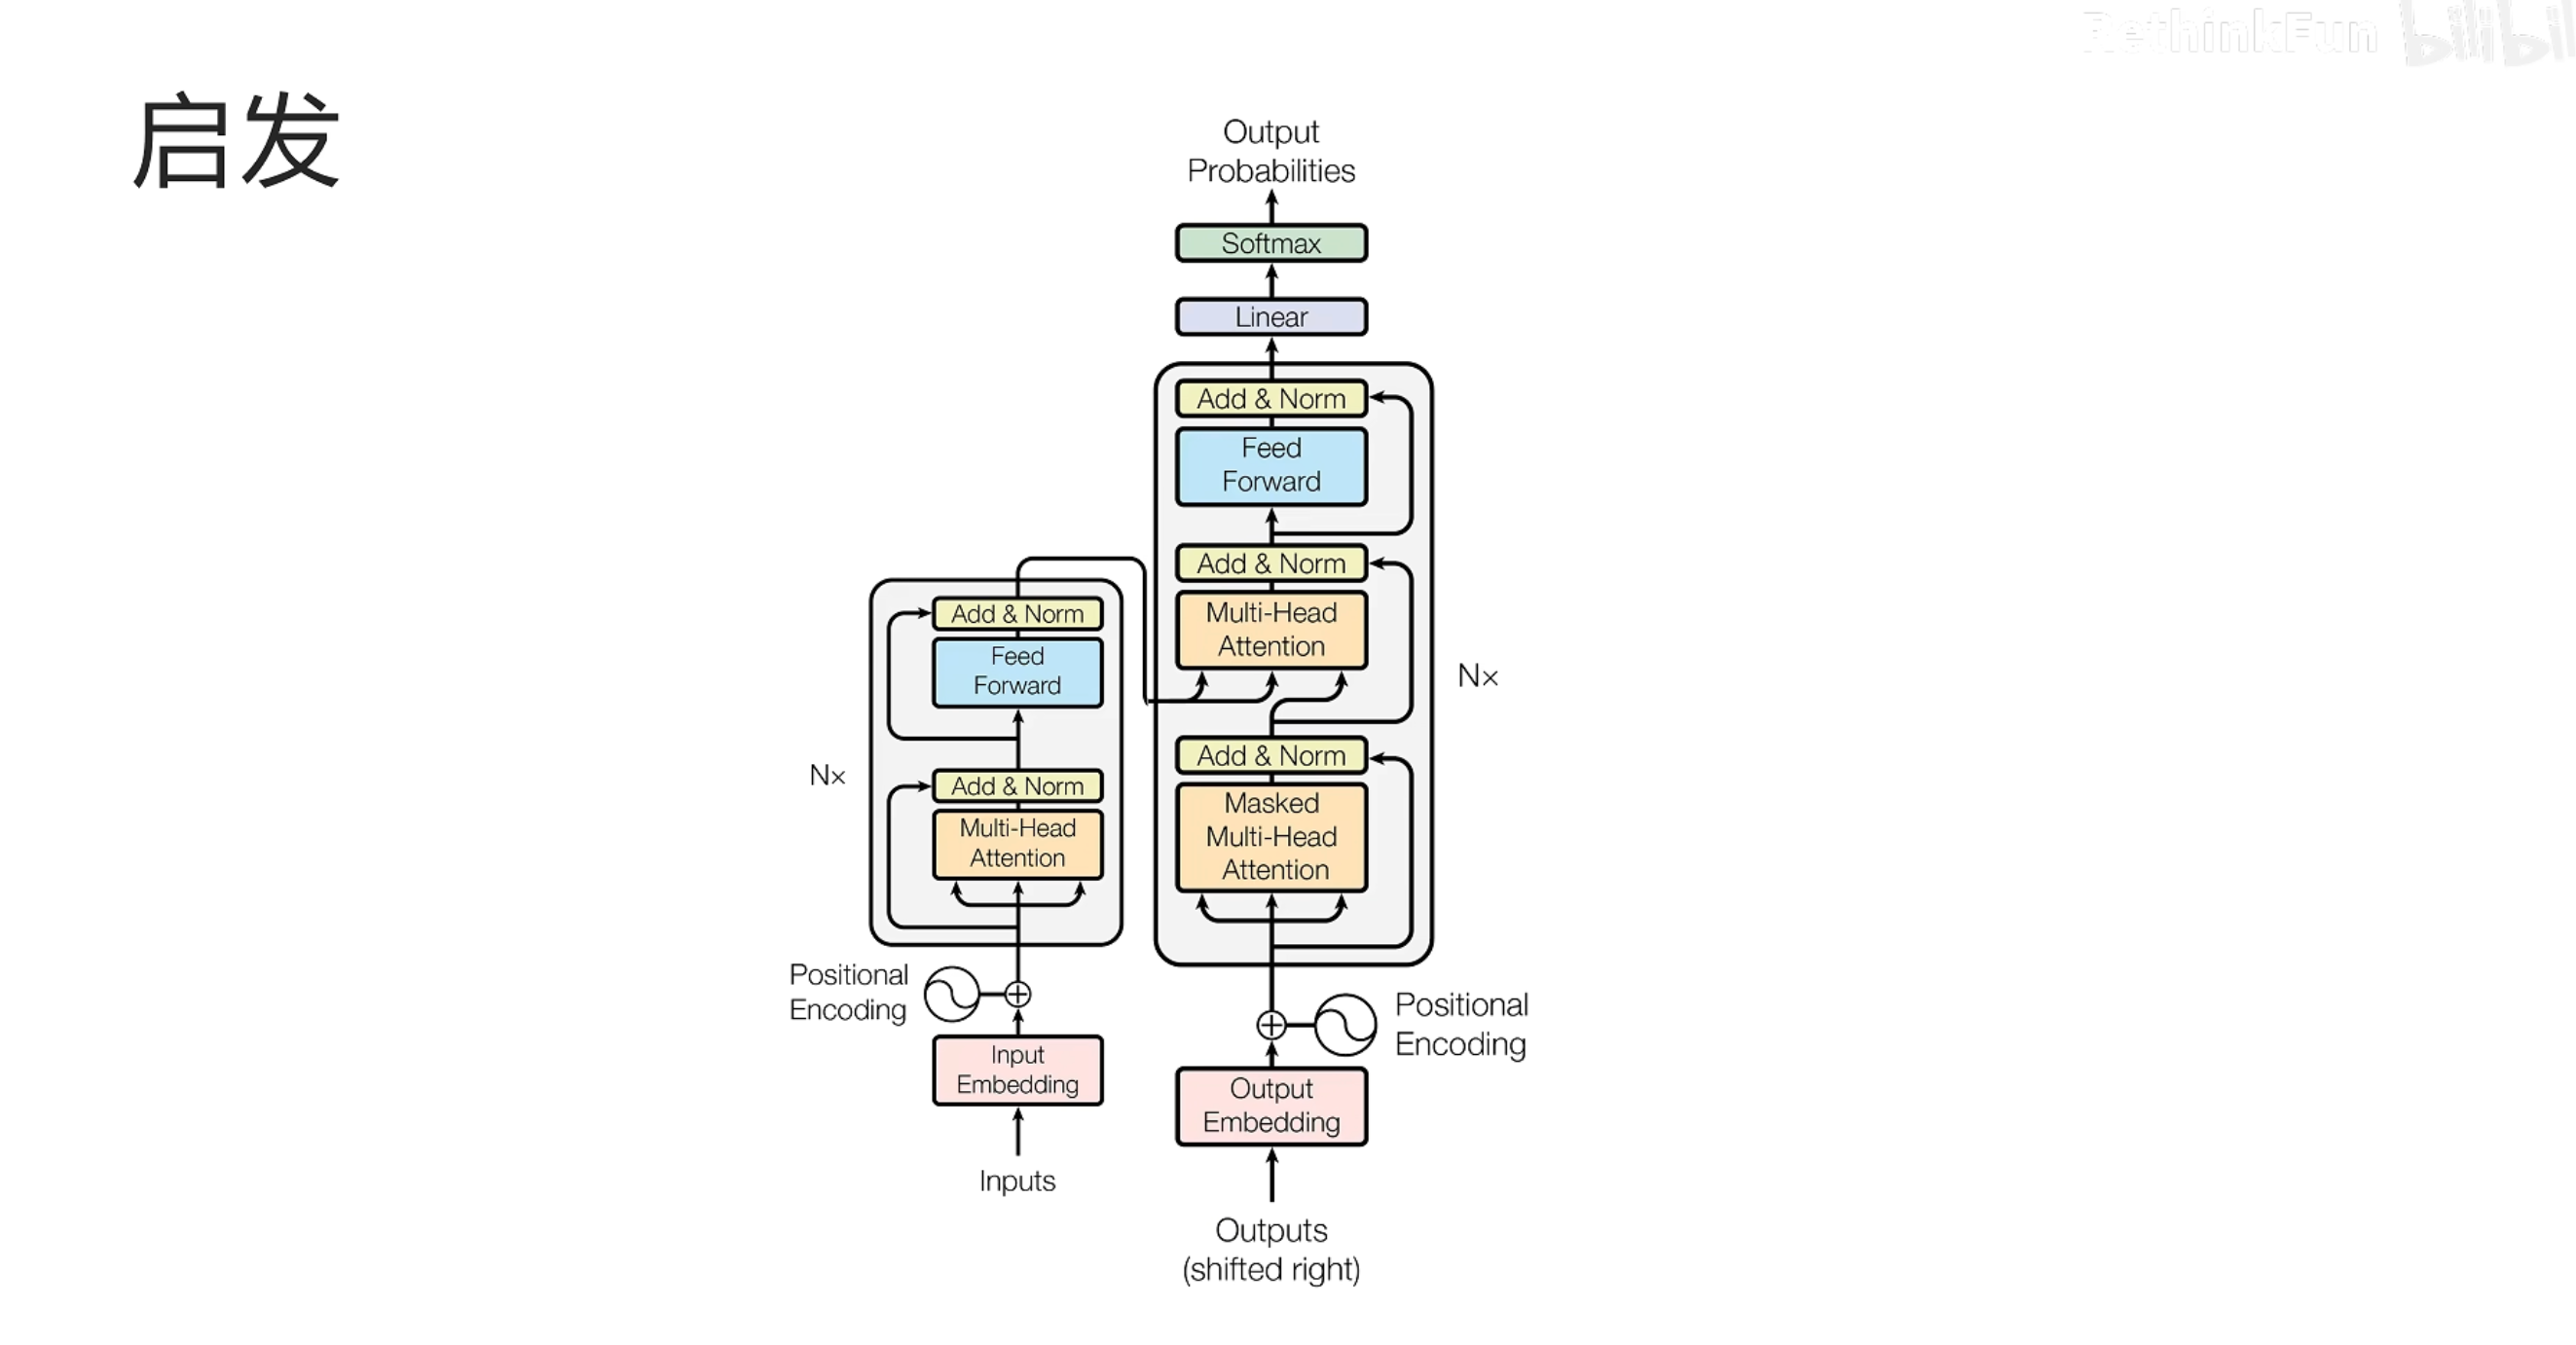 RethinkFun bilibili
启发
Output
Probabilities
Softmax
Linear
Add & Norm
Feed
Forward
Add & Norm
Multi-Head
Attention
Nx
Add & Norm
Masked
Multi-Head
Attention
Positional
Encoding
Output
Embedding
Outputs
(shifted right)
Add & Norm
Feed
Forward
Nx
Add & Norm
Multi-Head
Attention
Positional
Encoding
Input
Embedding
Inputs